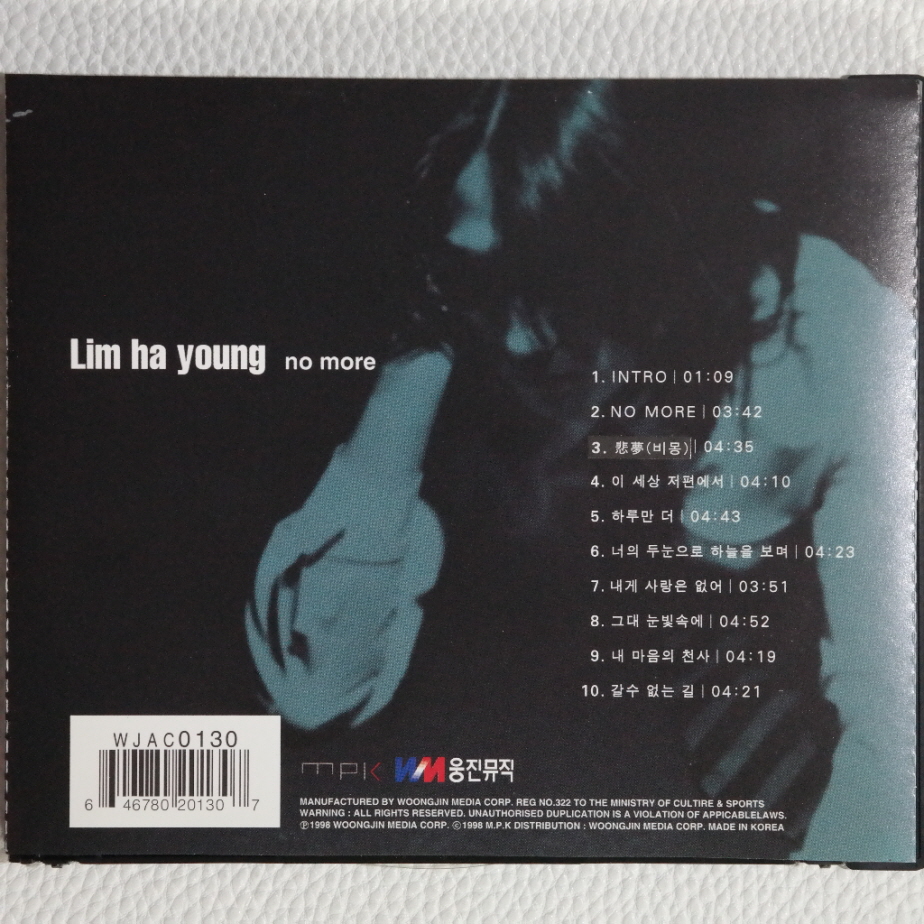 Lim ha young no more
1. INTRO | 01:09
2. NO MORE | 03:42
3. 悲夢(비몽) | 04:35
4. 이 세상 저편에서 | 04:10
5. 하루만 더 | 04:43
6. 너의 두눈으로 하늘을 보며 | 04:23
7. 내게 사랑은 없어 | 03:51
8. 그대 눈빛속에 | 04:52
9. 내 마음의 천사 | 04:19
10. 갈수 없는 길 | 04:21
WJAC0130
6 46780 20130 7
mPK WM 웅진뮤직
MANUFACTURED BY WOONGJIN MEDIA CORP. REG NO.322 TO THE MINISTRY OF CULTIRE & SPORTS
WARNING : ALL RIGHTS RESERVED. UNAUTHORISED DUPLICATION IS A VIOLATION OF APPICABLELAWS.
℗1998 WOONGJIN MEDIA CORP. ©1998 M.P.K DISTRIBUTION : WOONGJIN MEDIA CORP. MADE IN KOREA